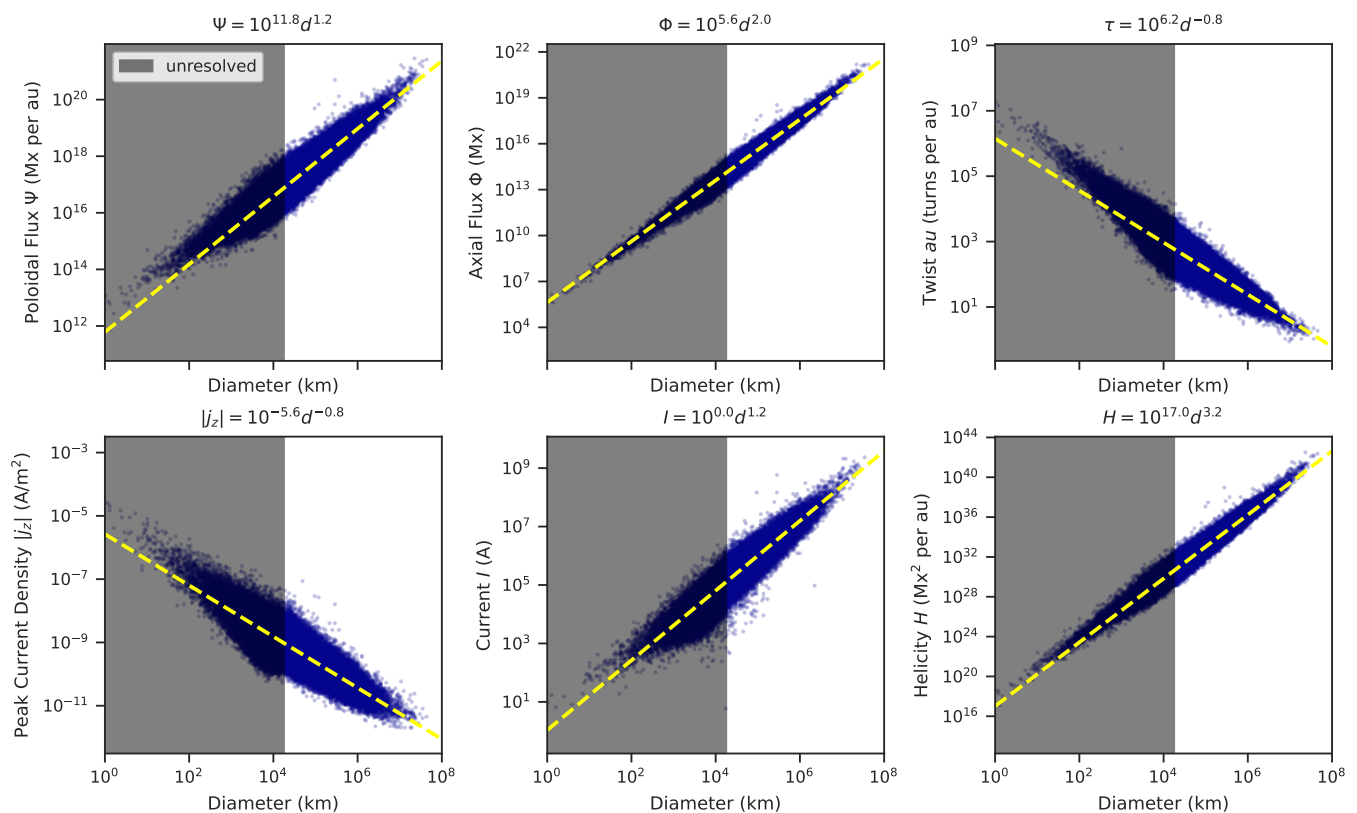 Ψ = 10^{11.8}d^{1.2}
unresolved
Poloidal Flux Ψ (Mx per au)
10^{20}
10^{18}
10^{16}
10^{14}
10^{12}
Diameter (km)
Φ = 10^{5.6}d^{2.0}
Axial Flux Φ (Mx)
10^{22}
10^{19}
10^{16}
10^{13}
10^{10}
10^{7}
10^{4}
Diameter (km)
τ = 10^{6.2}d^{−0.8}
Twist au (turns per au)
10^{9}
10^{7}
10^{5}
10^{3}
10^{1}
Diameter (km)
|j_z| = 10^{−5.6}d^{−0.8}
Peak Current Density |j_z| (A/m^{2})
10^{−3}
10^{−5}
10^{−7}
10^{−9}
10^{−11}
10^{0} 10^{2} 10^{4} 10^{6} 10^{8}
Diameter (km)
I = 10^{0.0}d^{1.2}
Current I (A)
10^{9}
10^{7}
10^{5}
10^{3}
10^{1}
10^{0} 10^{2} 10^{4} 10^{6} 10^{8}
Diameter (km)
H = 10^{17.0}d^{3.2}
Helicity H (Mx^{2} per au)
10^{44}
10^{40}
10^{36}
10^{32}
10^{28}
10^{24}
10^{20}
10^{16}
10^{0} 10^{2} 10^{4} 10^{6} 10^{8}
Diameter (km)